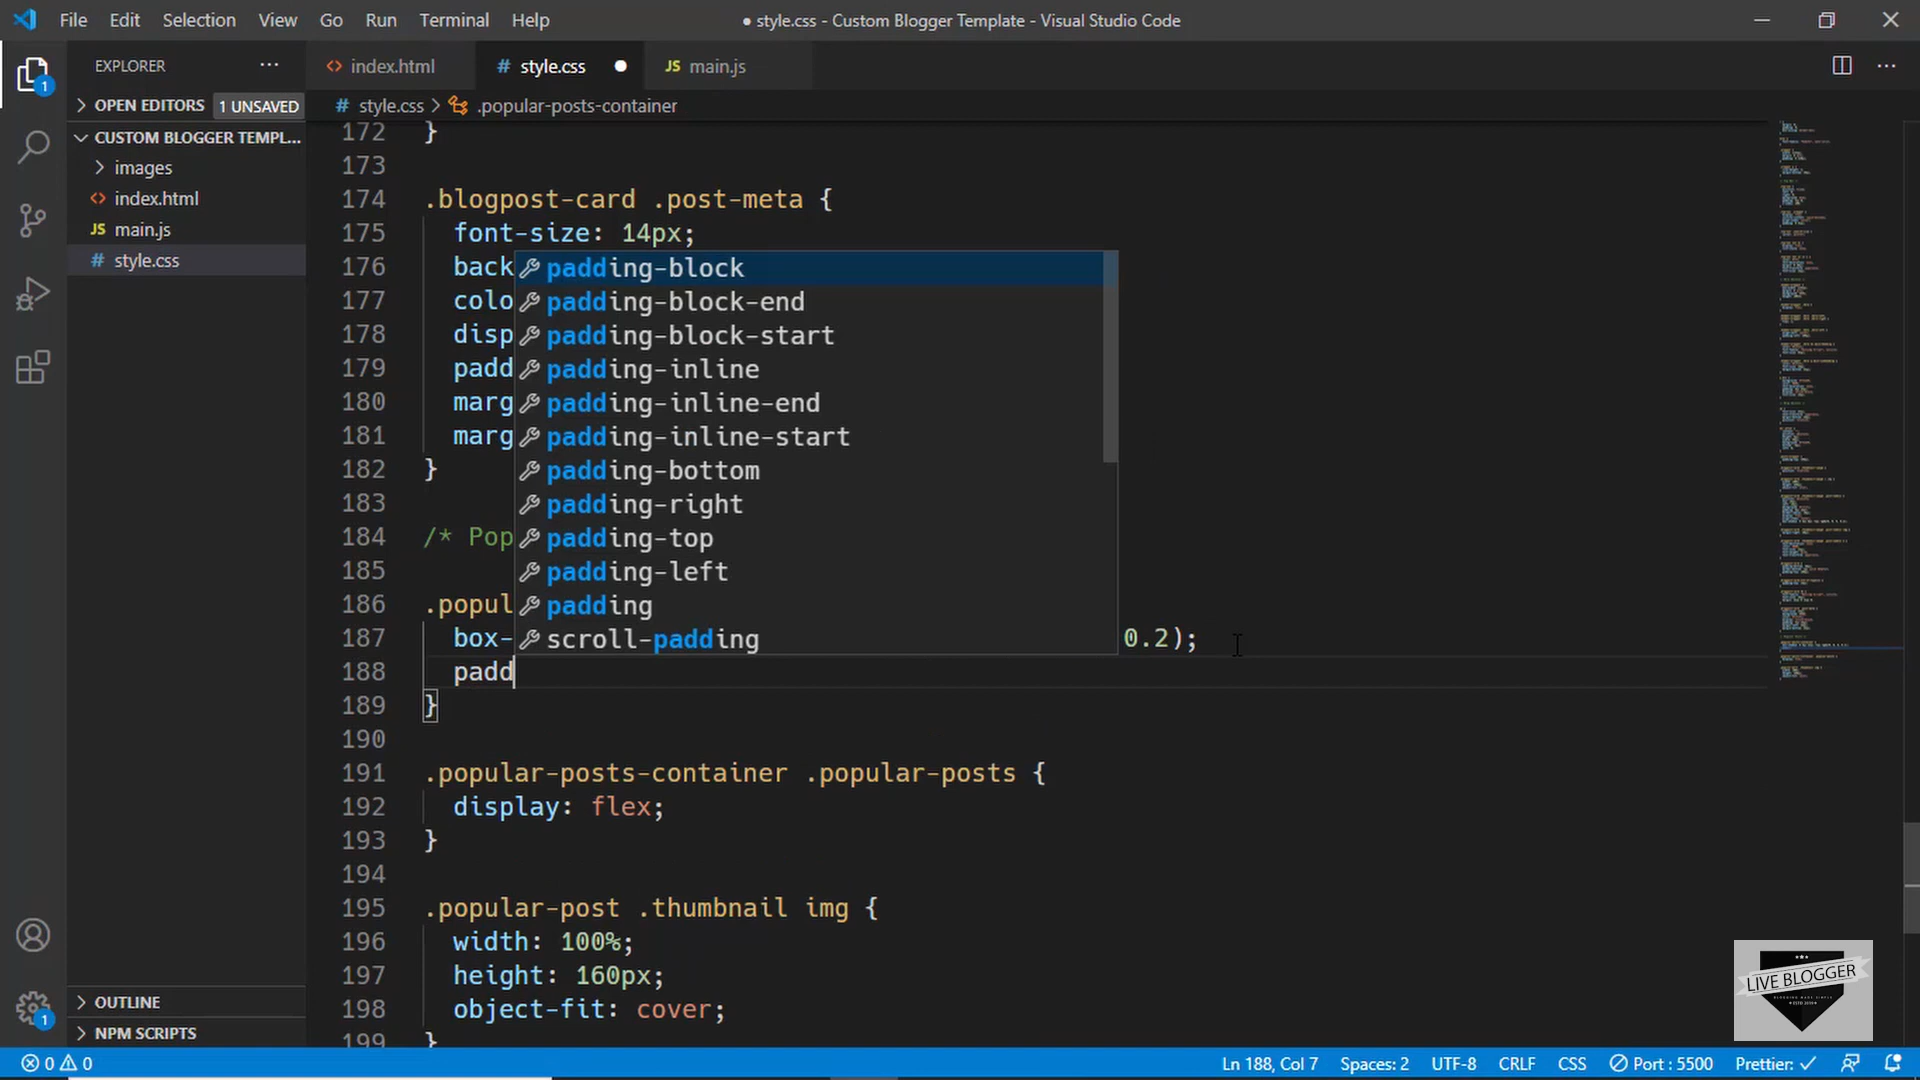 File Edit Selection View Go Run Terminal Help
● style.css - Custom Blogger Template - Visual Studio Code
EXPLORER
index.html
# style.css
JS main.js
OPEN EDITORS 1 UNSAVED
# style.css > .popular-posts-container
CUSTOM BLOGGER TEMPL...
images
index.html
JS main.js
# style.css
172 }
173
174 .blogpost-card .post-meta {
175 font-size: 14px;
176 back
177 colo
178 disp
179 padd
180 marg
181 marg
182 }
183
184 /* Pop
185
186 .popul
187 box- 0.2);
188 padd
189 }
190
191 .popular-posts-container .popular-posts {
192 display: flex;
193 }
194
195 .popular-post .thumbnail img {
196 width: 100%;
197 height: 160px;
198 object-fit: cover;
199 }
padding-block
padding-block-end
padding-block-start
padding-inline
padding-inline-end
padding-inline-start
padding-bottom
padding-right
padding-top
padding-left
padding
scroll-padding
1
1
OUTLINE
NPM SCRIPTS
LIVE BLOGGER
0 0
Ln 188, Col 7 Spaces: 2 UTF-8 CRLF CSS Port : 5500 Prettier: ✓